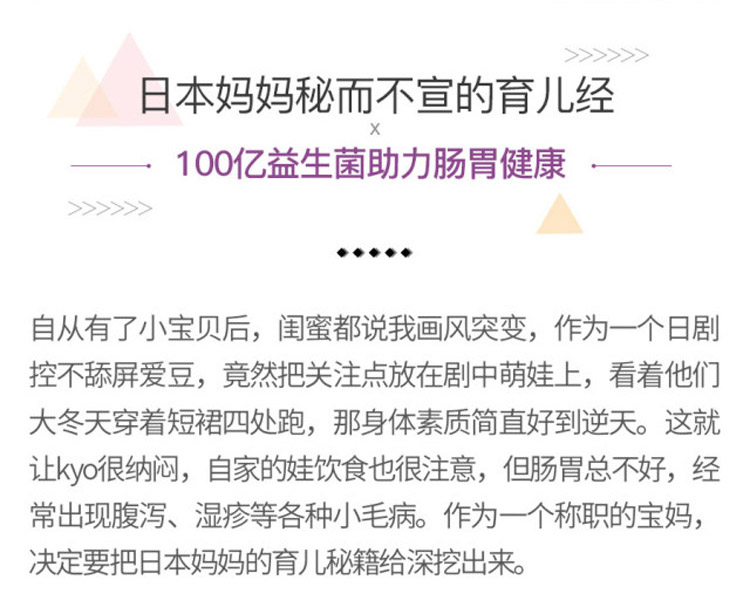 >>>>>>
日本妈妈秘而不宣的育儿经
x
100亿益生菌助力肠胃健康
>>>>>>
自从有了小宝贝后，闺蜜都说我画风突变，作为一个日剧
控不舔屏爱豆，竟然把关注点放在剧中萌娃上，看着他们
大冬天穿着短裙四处跑，那身体素质简直好到逆天。这就
让kyo很纳闷，自家的娃饮食也很注意，但肠胃总不好，经
常出现腹泻、湿疹等各种小毛病。作为一个称职的宝妈，
决定要把日本妈妈的育儿秘籍给深挖出来。